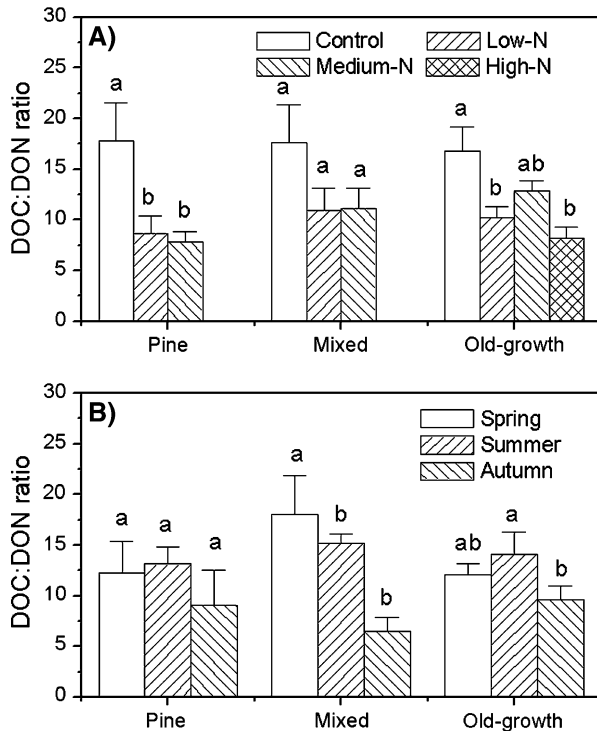 A)
Control Low-N
Medium-N High-N
DOC:DON ratio
30
25
20
15
10
5
0
a b b a a a a b ab b
Pine Mixed Old-growth
B)
Spring
Summer
Autumn
DOC:DON ratio
30
25
20
15
10
5
0
a a a a b b ab a b
Pine Mixed Old-growth